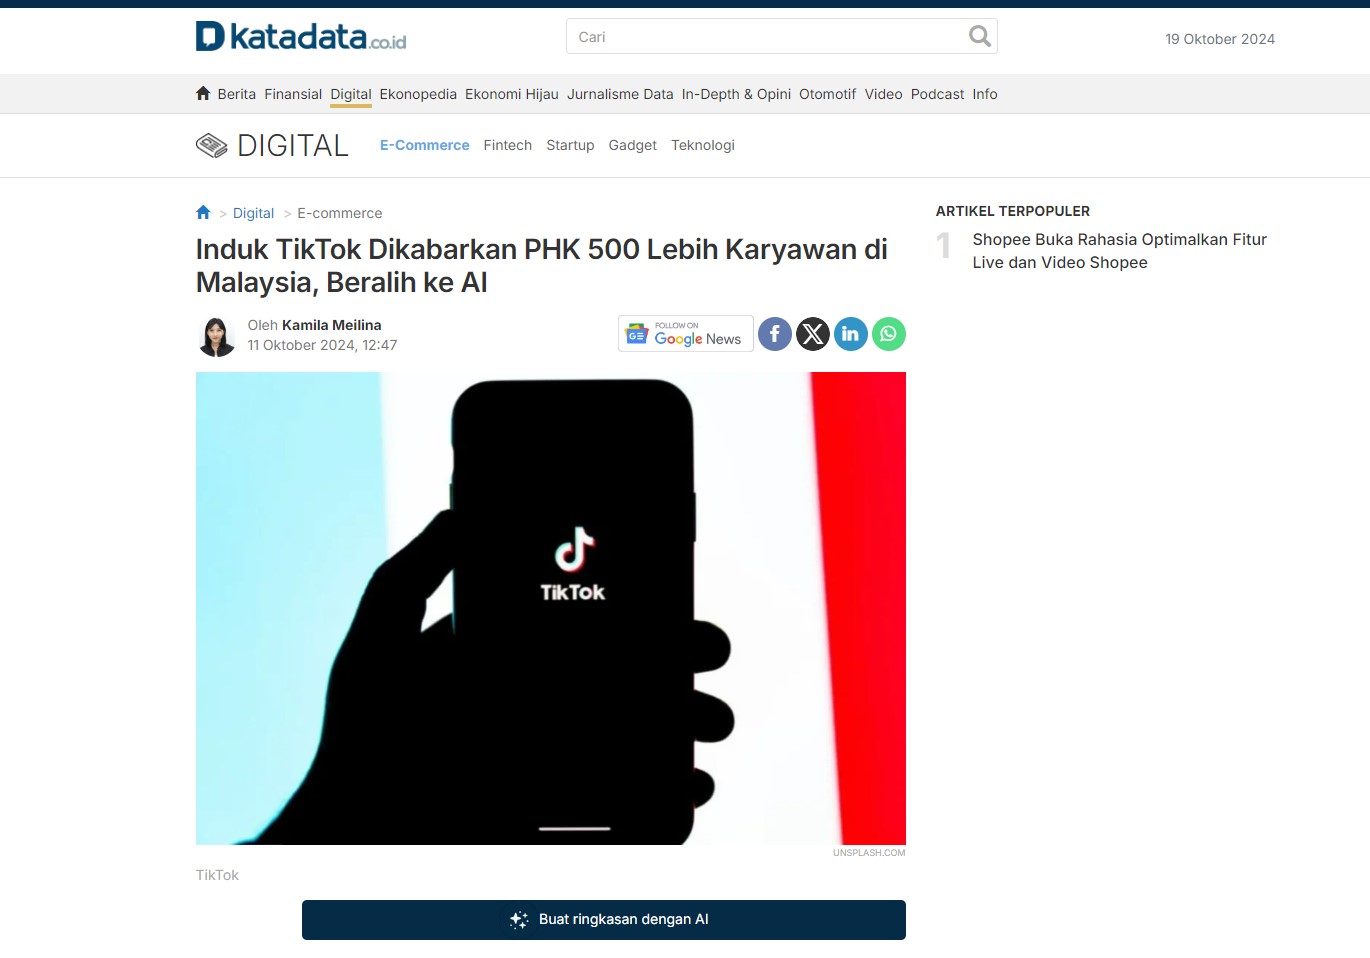 katadata.co.id
Cari
19 Oktober 2024
Berita Finansial Digital Ekonopedia Ekonomi Hijau Jurnalisme Data In-Depth & Opini Otomotif Video Podcast Info
DIGITAL E-Commerce Fintech Startup Gadget Teknologi
> Digital > E-commerce
Induk TikTok Dikabarkan PHK 500 Lebih Karyawan di
Malaysia, Beralih ke AI
Oleh Kamila Meilina
11 Oktober 2024, 12:47
FOLLOW ON
GE Google News
TikTok
UNSPLASH.COM
TikTok
Buat ringkasan dengan AI
ARTIKEL TERPOPULER
1 Shopee Buka Rahasia Optimalkan Fitur
Live dan Video Shopee